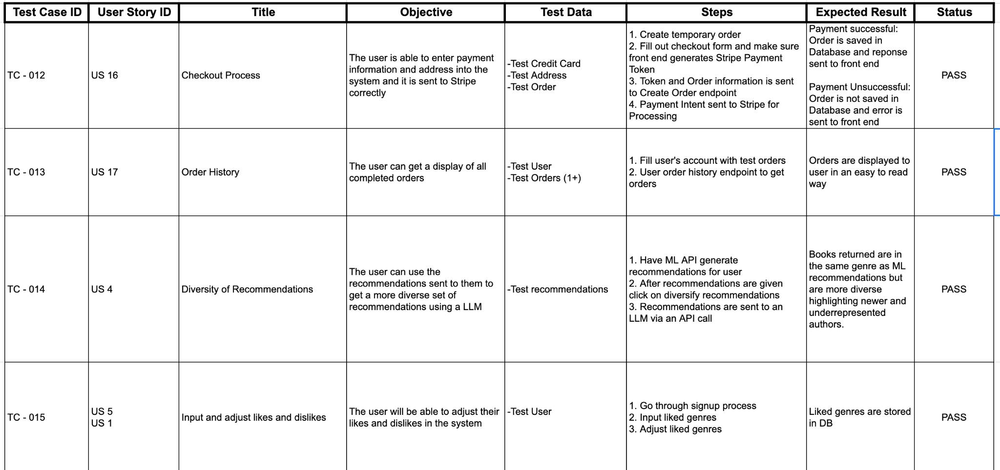 Test Case ID
User Story ID
Title
Objective
Test Data
Steps
Expected Result
Status
TC - 012
US 16
Checkout Process
The user is able to enter payment
information and address into the
system and it is sent to Stripe
correctly
-Test Credit Card
-Test Address
-Test Order
1. Create temporary order
2. Fill out checkout form and make sure
front end generates Stripe Payment
Token
3. Token and Order information is sent
to Create Order endpoint
4. Payment Intent sent to Stripe for
Processing
Payment successful:
Order is saved in
Database and reponse
sent to front end
Payment Unsuccessful:
Order is not saved in
Database and error is
sent to front end
PASS
TC - 013
US 17
Order History
The user can get a display of all
completed orders
-Test User
-Test Orders (1+)
1. Fill user's account with test orders
2. User order history endpoint to get
orders
Orders are displayed to
user in an easy to read
way
PASS
TC - 014
US 4
Diversity of Recommendations
The user can use the
recommendations sent to them to
get a more diverse set of
recommendations using a LLM
-Test recommendations
1. Have ML API generate
recommendations for user
2. After recommendations are given
click on diversify recommendations
3. Recommendations are sent to an
LLM via an API call
Books returned are in
the same genre as ML
recommendations but
are more diverse
highlighting newer and
underrepresented
authors.
PASS
TC - 015
US 5
US 1
Input and adjust likes and dislikes
The user will be able to adjust their
likes and dislikes in the system
-Test User
1. Go through signup process
2. Input liked genres
3. Adjust liked genres
Liked genres are stored
in DB
PASS